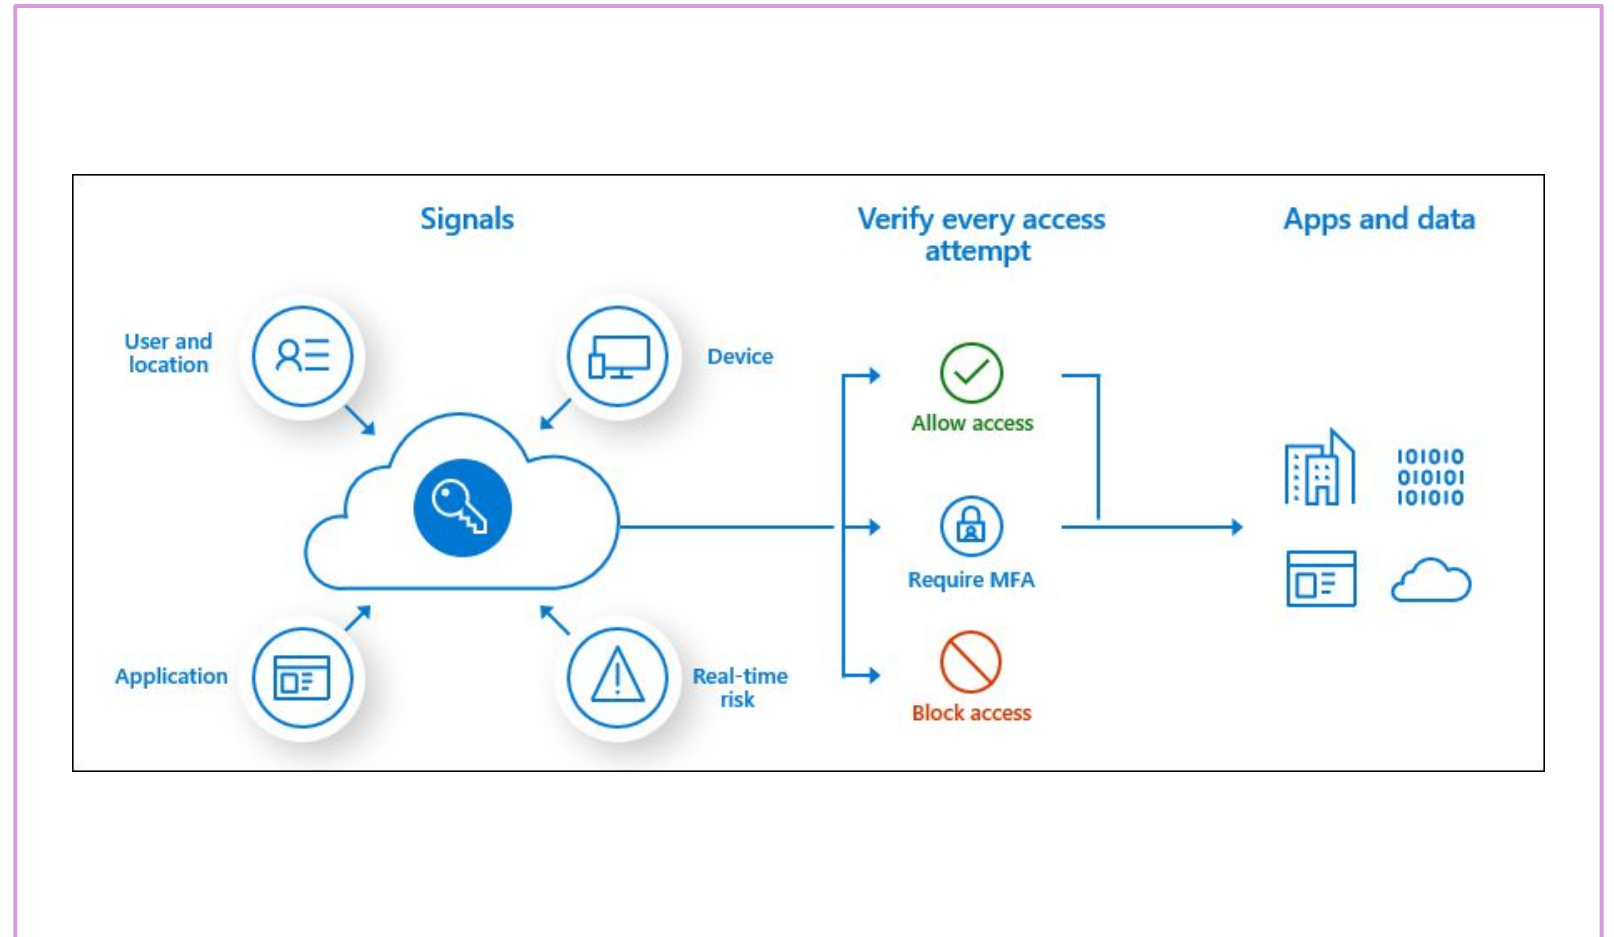 Signals
Verify every access
attempt
Apps and data
User and
location
Device
Allow access
101010
010101
101010
Require MFA
Application
Real-time
risk
Block access